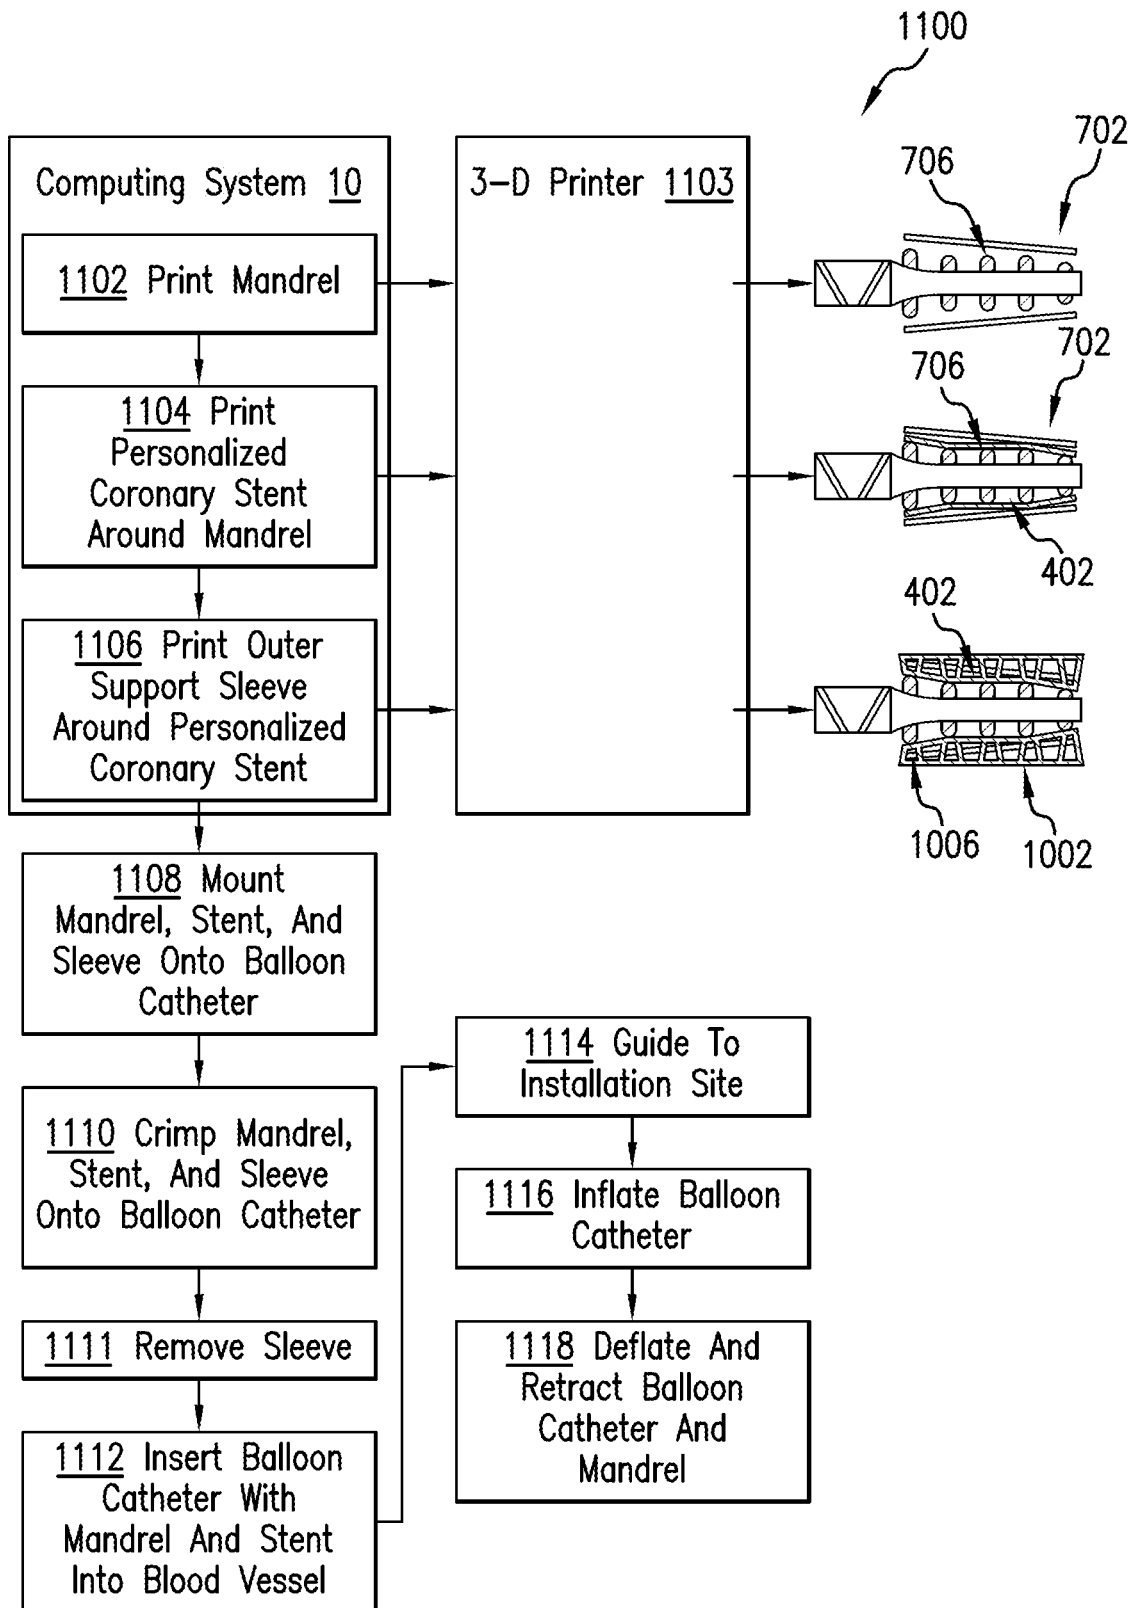 1100
Computing System 10
3-D Printer 1103
702
706
1102 Print Mandrel
702
706
1104 Print
Personalized
Coronary Stent
Around Mandrel
402
402
1106 Print Outer
Support Sleeve
Around Personalized
Coronary Stent
1006
1002
1108 Mount
Mandrel, Stent, And
Sleeve Onto Balloon
Catheter
1110 Crimp Mandrel,
Stent, And Sleeve
Onto Balloon Catheter
1111 Remove Sleeve
1112 Insert Balloon
Catheter With
Mandrel And Stent
Into Blood Vessel
1114 Guide To
Installation Site
1116 Inflate Balloon
Catheter
1118 Deflate And
Retract Balloon
Catheter And
Mandrel